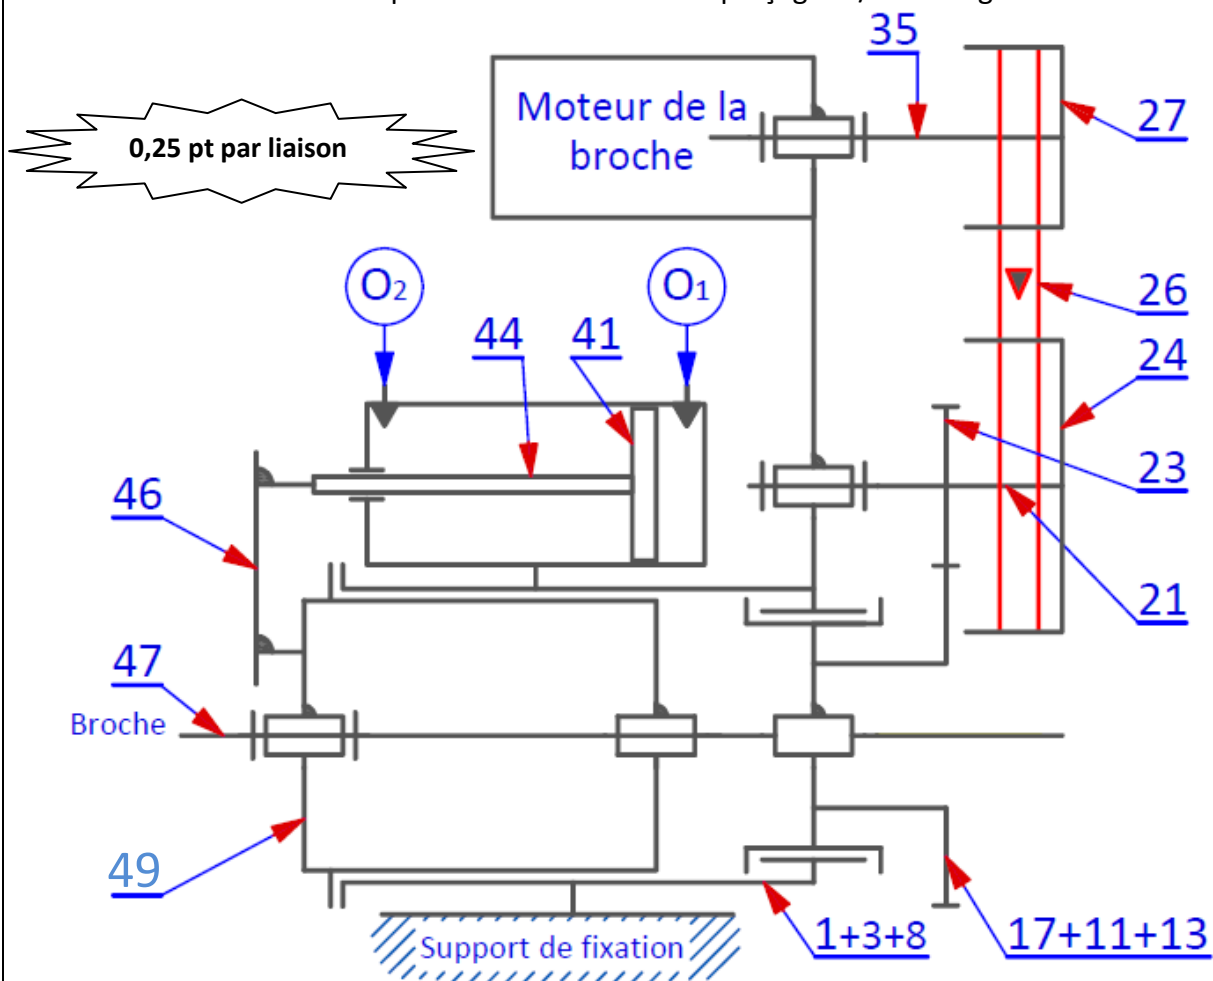 35
Moteur de la
broche
27
0,25 pt par liaison
O2
O1
26
44
41
24
23
46
21
47
Broche
49
1+3+8
17+11+13
Support de fixation